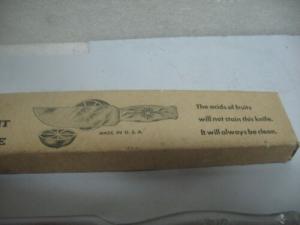 T
E
MADE IN U.S.A.
The acids of fruits
will not stain this knife.
It will always be clean.